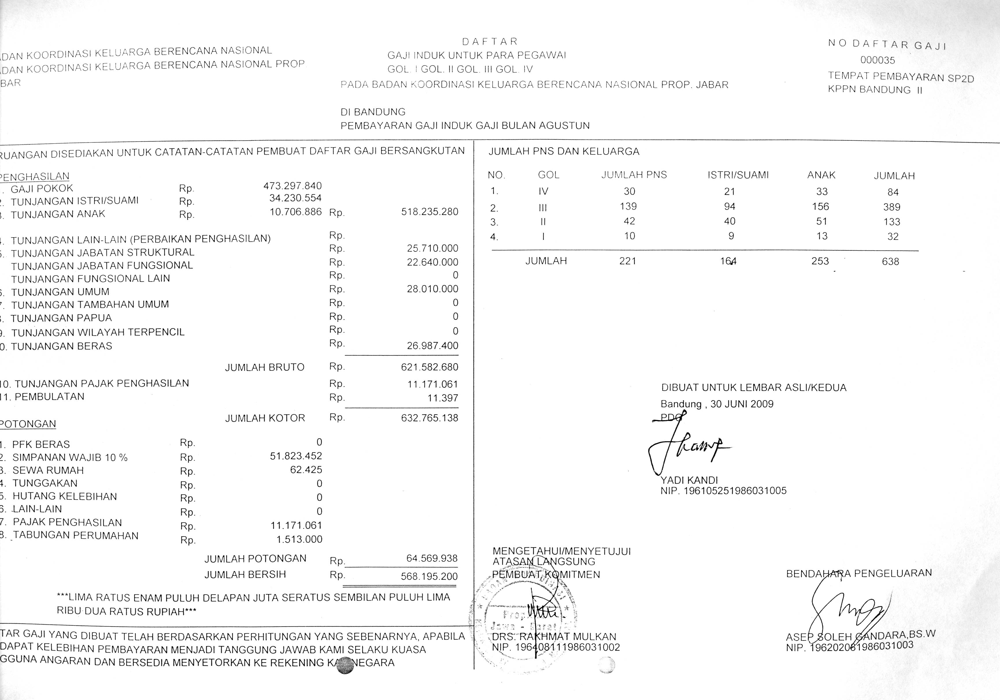 DAN KOORDINASI KELUARGA BERENCANA NASIONAL
DAN KOORDINASI KELUARGA BERENCANA NASIONAL PROP
BAR
DAFTAR
GAJI INDUK UNTUK PARA PEGAWAI
GOL. I GOL. II GOL. III GOL. IV
PADA BADAN KOORDINASI KELUARGA BERENCANA NASIONAL PROP. JABAR
DI BANDUNG
PEMBAYARAN GAJI INDUK GAJI BULAN AGUSTUN
NO DAFTAR GAJI
000035
TEMPAT PEMBAYARAN SP2D
KPPN BANDUNG II
RUANGAN DISEDIAKAN UNTUK CATATAN-CATATAN PEMBUAT DAFTAR GAJI BERSANGKUTAN
PENGHASILAN
. GAJI POKOK Rp. 473.297.840
2. TUNJANGAN ISTRI/SUAMI Rp. 34.230.554
3. TUNJANGAN ANAK Rp. 10.706.886 Rp. 518.235.280
. TUNJANGAN LAIN-LAIN (PERBAIKAN PENGHASILAN) Rp.
5. TUNJANGAN JABATAN STRUKTURAL Rp. 25.710.000
TUNJANGAN JABATAN FUNGSIONAL Rp. 22.640.000
TUNJANGAN FUNGSIONAL LAIN Rp. 0
6. TUNJANGAN UMUM Rp. 28.010.000
7. TUNJANGAN TAMBAHAN UMUM Rp. 0
8. TUNJANGAN PAPUA Rp. 0
9. TUNJANGAN WILAYAH TERPENCIL Rp. 0
0. TUNJANGAN BERAS Rp. 26.987.400
JUMLAH BRUTO Rp. 621.582.680
10. TUNJANGAN PAJAK PENGHASILAN Rp. 11.171.061
11. PEMBULATAN Rp. 11.397
JUMLAH KOTOR Rp. 632.765.138
POTONGAN
1. PFK BERAS Rp. 0
2. SIMPANAN WAJIB 10 % Rp. 51.823.452
3. SEWA RUMAH Rp. 62.425
4. TUNGGAKAN Rp. 0
5. HUTANG KELEBIHAN Rp. 0
6. LAIN-LAIN Rp. 0
7. PAJAK PENGHASILAN Rp. 11.171.061
8. TABUNGAN PERUMAHAN Rp. 1.513.000
JUMLAH POTONGAN Rp. 64.569.938
JUMLAH BERSIH Rp. 568.195.200
***LIMA RATUS ENAM PULUH DELAPAN JUTA SERATUS SEMBILAN PULUH LIMA
RIBU DUA RATUS RUPIAH***
TAR GAJI YANG DIBUAT TELAH BERDASARKAN PERHITUNGAN YANG SEBENARNYA, APABILA
DAPAT KELEBIHAN PEMBAYARAN MENJADI TANGGUNG JAWAB KAMI SELAKU KUASA
GGUNA ANGARAN DAN BERSEDIA MENYETORKAN KE REKENING KA NEGARA
JUMLAH PNS DAN KELUARGA
NO. GOL JUMLAH PNS ISTRI/SUAMI ANAK JUMLAH
1. IV 30 21 33 84
2. III 139 94 156 389
3. II 42 40 51 133
4. I 10 9 13 32
JUMLAH 221 164 253 638
DIBUAT UNTUK LEMBAR ASLI/KEDUA
Bandung , 30 JUNI 2009
PDG
YADI KANDI
NIP. 196105251986031005
MENGETAHUI/MENYETUJUI
ATASAN LANGSUNG
PEMBUAT KOMITMEN
Jawa - Barat
DRS. RAKHMAT MULKAN
NIP. 196408111986031002
BENDAHARA PENGELUARAN
ASEP SOLEH GANDARA,BS.W
NIP. 196202081986031003